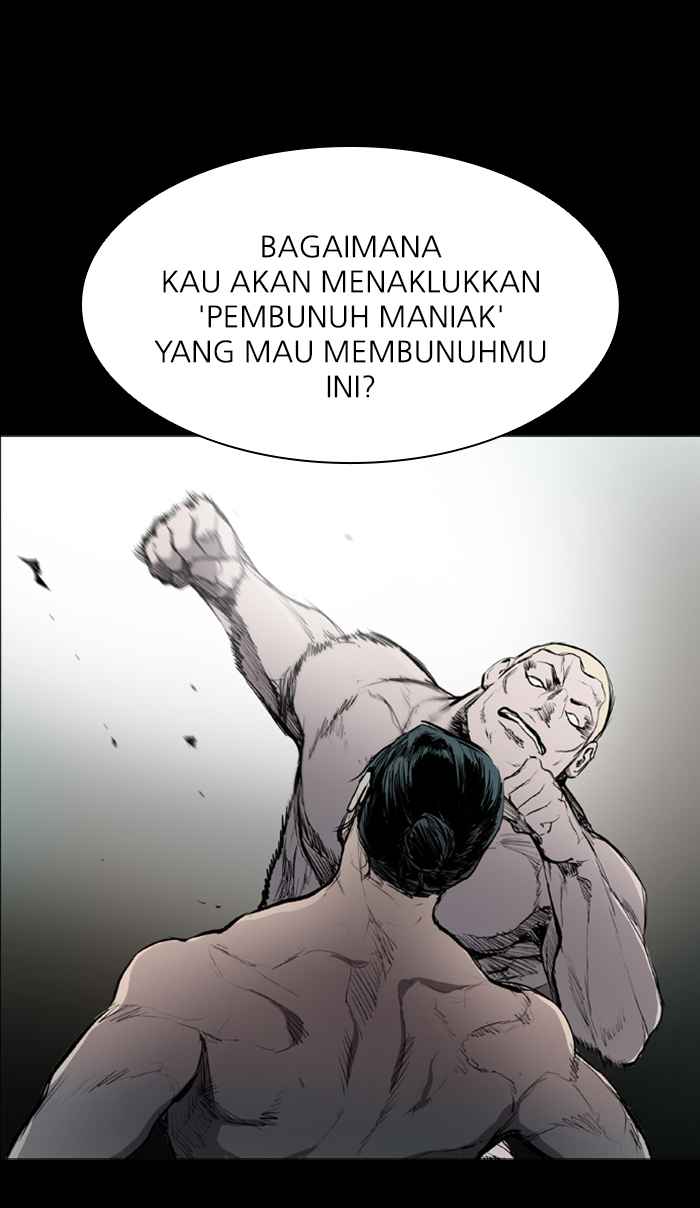 BAGAIMANA
KAU AKAN MENAKLUKKAN
'PEMBUNUH MANIAK'
YANG MAU MEMBUNUHMU
INI?